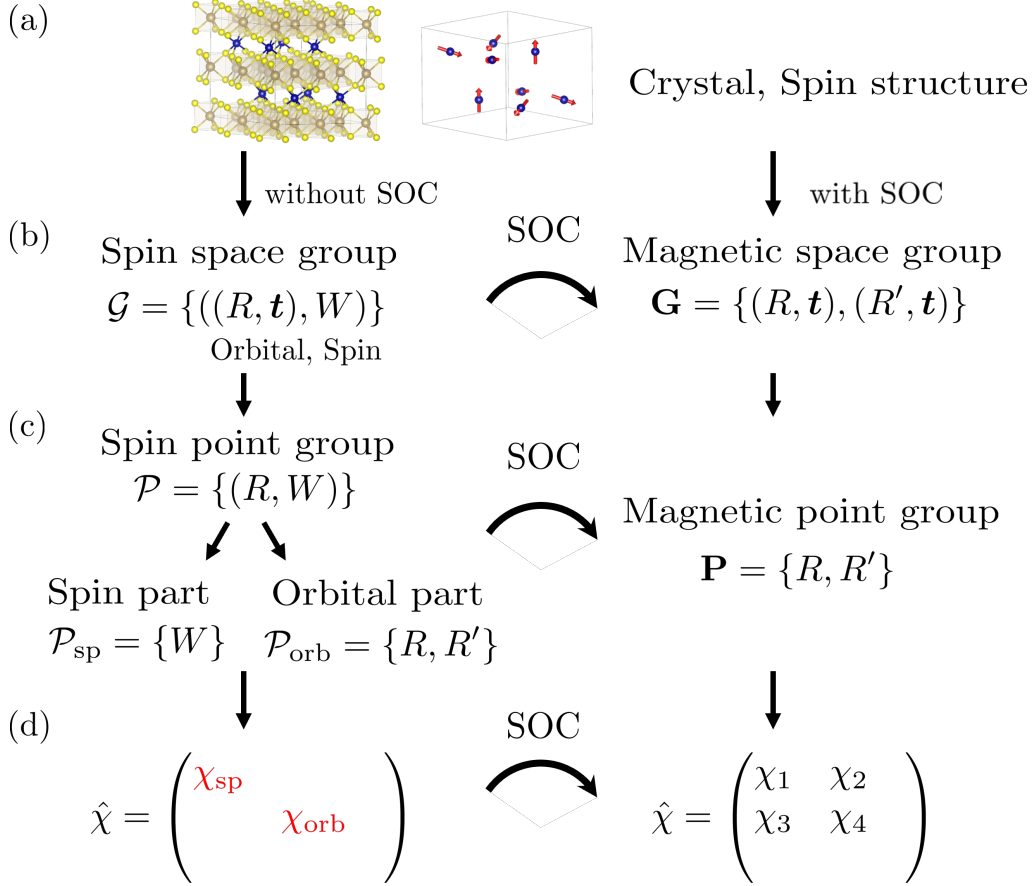 (a)
Crystal, Spin structure
without SOC
with SOC
(b)
Spin space group
SOC
Magnetic space group
𝒢 = {((R, t), W)}
G = {(R, t), (R′, t)}
Orbital, Spin
(c)
Spin point group
SOC
𝒫 = {(R, W)}
Magnetic point group
P = {R, R′}
Spin part
Orbital part
𝒫sp = {W}
𝒫orb = {R, R′}
(d)
SOC
χ̂ = ( χsp
χorb )
χ̂ = ( χ1 χ2
χ3 χ4 )